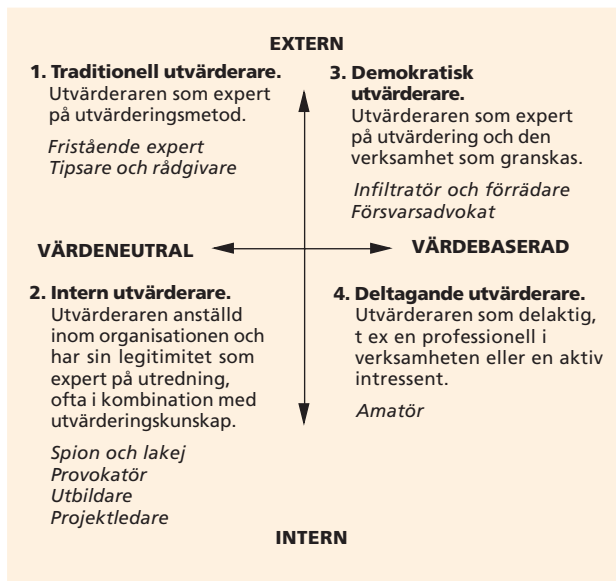 EXTERN
1. Traditionell utvärderare.
Utvärderaren som expert
på utvärderingsmetod.
Fristående expert
Tipsare och rådgivare
3. Demokratisk
utvärderare.
Utvärderaren som expert
på utvärdering och den
verksamhet som granskas.
Infiltratör och förrädare
Försvarsadvokat
VÄRDENEUTRAL
VÄRDEBASERAD
2. Intern utvärderare.
Utvärderaren anställd
inom organisationen och
har sin legitimitet som
expert på utredning,
ofta i kombination med
utvärderingskunskap.
Spion och lakej
Provokatör
Utbildare
Projektledare
4. Deltagande utvärderare.
Utvärderaren som delaktig,
t ex en professionell i
verksamheten eller en aktiv
intressent.
Amatör
INTERN